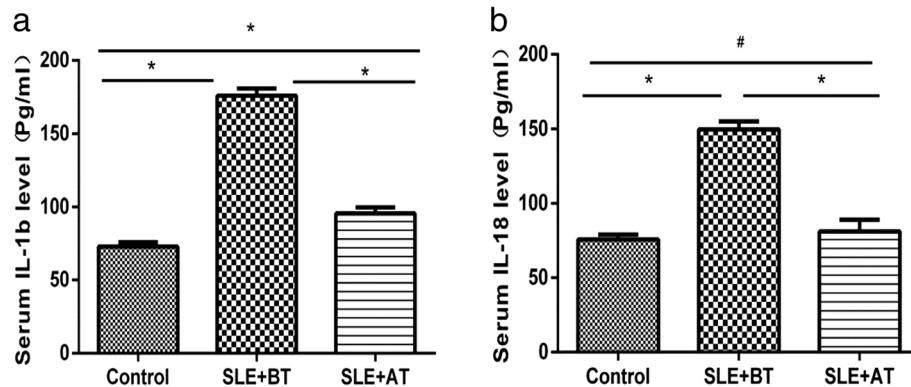 a
*
*
*
Serum IL-1b level (Pg/ml)
200
150
100
50
0
Control
SLE+BT
SLE+AT
b
#
*
*
Serum IL-18 level (Pg/ml)
200
150
100
50
0
Control
SLE+BT
SLE+AT